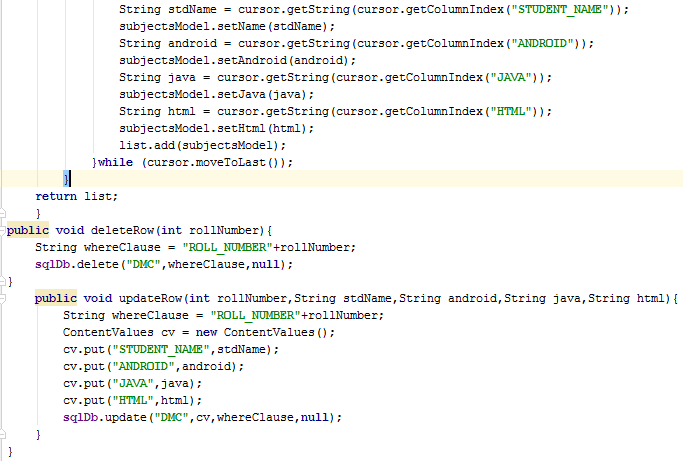 String stdName = cursor.getString(cursor.getColumnIndex("STUDENT_NAME"));
subjectsModel.setName(stdName);
String android = cursor.getString(cursor.getColumnIndex("ANDROID"));
subjectsModel.setAndroid(android);
String java = cursor.getString(cursor.getColumnIndex("JAVA"));
subjectsModel.setJava(java);
String html = cursor.getString(cursor.getColumnIndex("HTML"));
subjectsModel.setHtml(html);
list.add(subjectsModel);
}while (cursor.moveToLast());
}
return list;
}
public void deleteRow(int rollNumber){
String whereClause = "ROLL_NUMBER"+rollNumber;
sqlDb.delete("DMC",whereClause,null);
}
public void updateRow(int rollNumber,String stdName,String android,String java,String html){
String whereClause = "ROLL_NUMBER"+rollNumber;
ContentValues cv = new ContentValues();
cv.put("STUDENT_NAME",stdName);
cv.put("ANDROID",android);
cv.put("JAVA",java);
cv.put("HTML",html);
sqlDb.update("DMC",cv,whereClause,null);
}
}